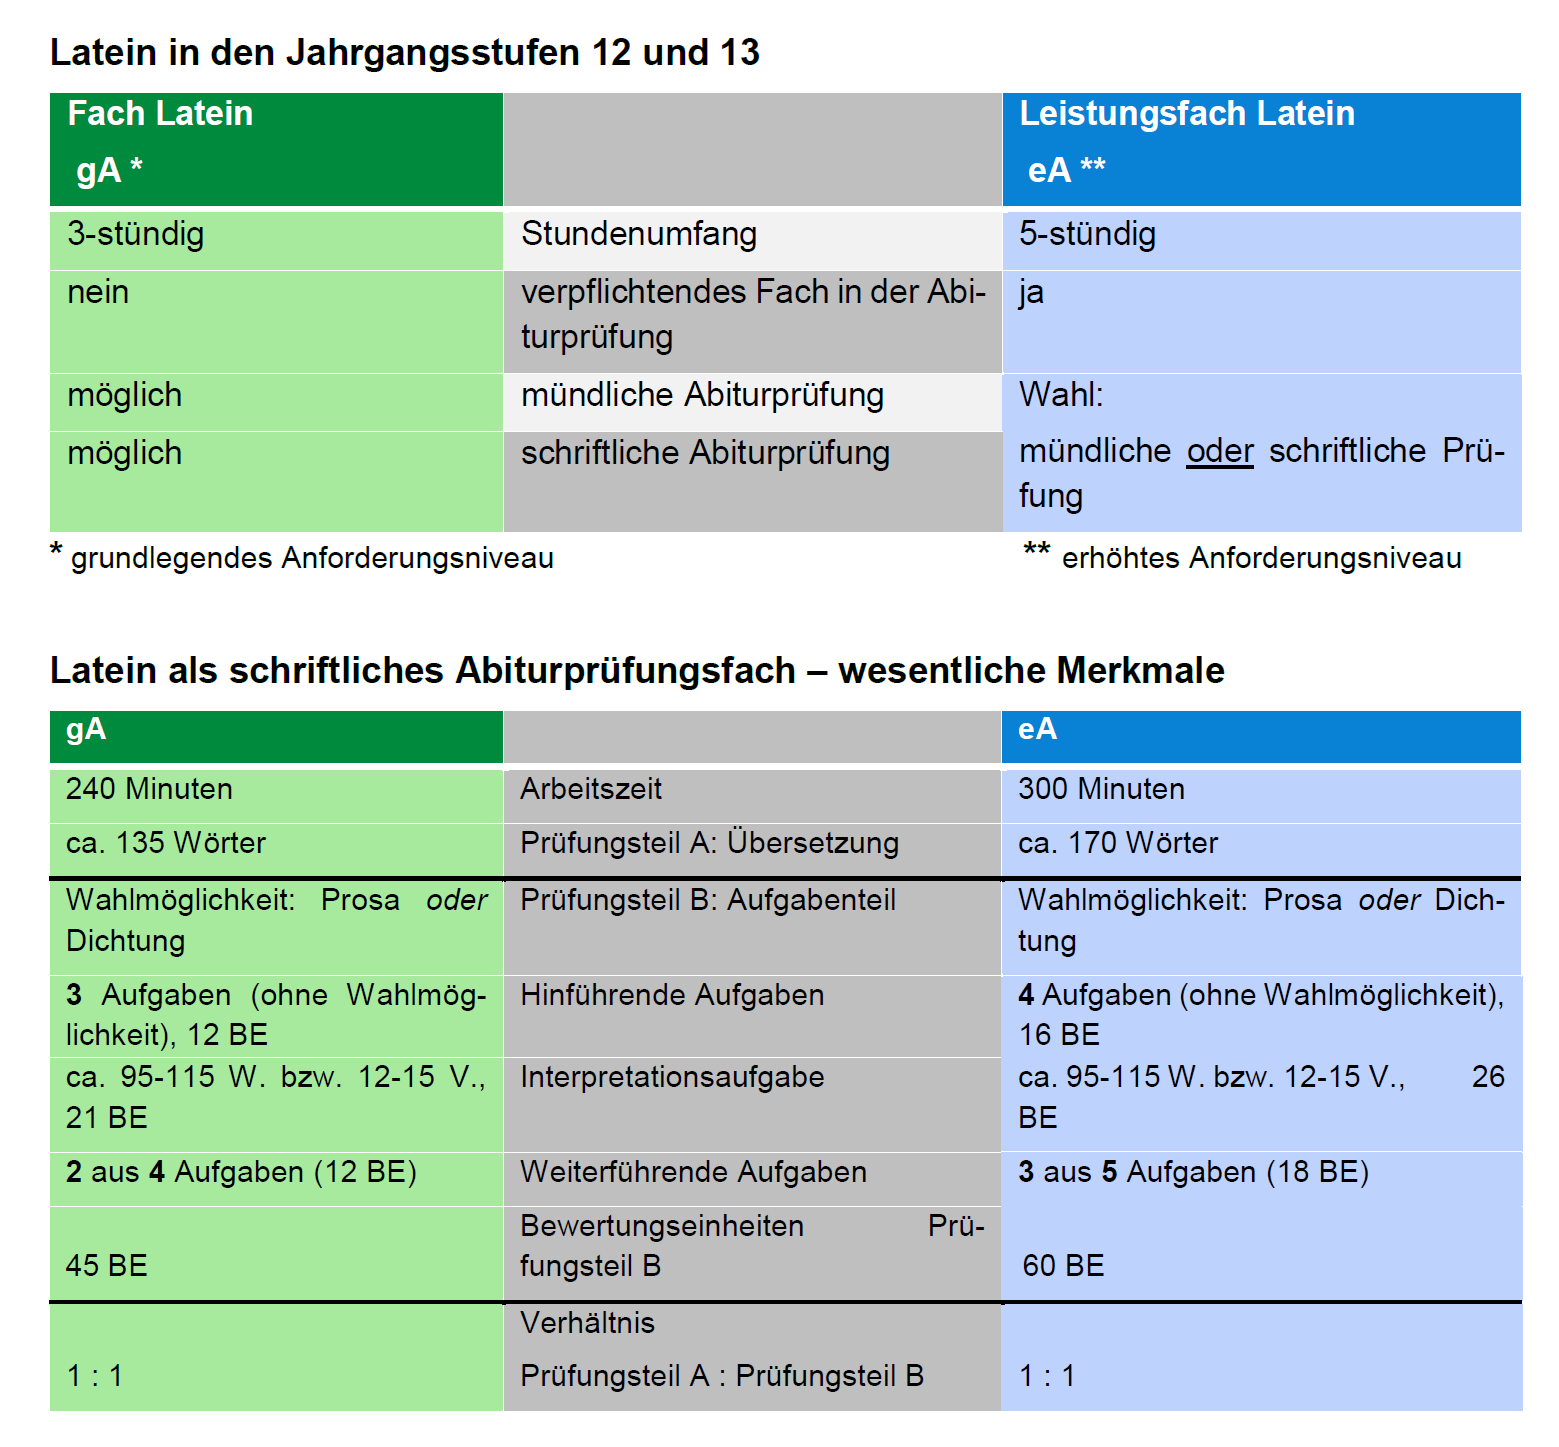 Latein in den Jahrgangsstufen 12 und 13
Fach Latein
gA *
Leistungsfach Latein
eA **
3-stündig
Stundenumfang
5-stündig
nein
verpflichtendes Fach in der Abi-
turprüfung
ja
möglich
mündliche Abiturprüfung
Wahl:
möglich
schriftliche Abiturprüfung
mündliche oder schriftliche Prü-
fung
* grundlegendes Anforderungsniveau
** erhöhtes Anforderungsniveau
Latein als schriftliches Abiturprüfungsfach – wesentliche Merkmale
gA
eA
240 Minuten
Arbeitszeit
300 Minuten
ca. 135 Wörter
Prüfungsteil A: Übersetzung
ca. 170 Wörter
Wahlmöglichkeit: Prosa oder
Dichtung
Prüfungsteil B: Aufgabenteil
Wahlmöglichkeit: Prosa oder Dich-
tung
3 Aufgaben (ohne Wahlmög-
lichkeit), 12 BE
Hinführende Aufgaben
4 Aufgaben (ohne Wahlmöglichkeit),
16 BE
ca. 95-115 W. bzw. 12-15 V.,
21 BE
Interpretationsaufgabe
ca. 95-115 W. bzw. 12-15 V., 26
BE
2 aus 4 Aufgaben (12 BE)
Weiterführende Aufgaben
3 aus 5 Aufgaben (18 BE)
45 BE
Bewertungseinheiten Prü-
fungsteil B
60 BE
1 : 1
Verhältnis
Prüfungsteil A : Prüfungsteil B
1 : 1